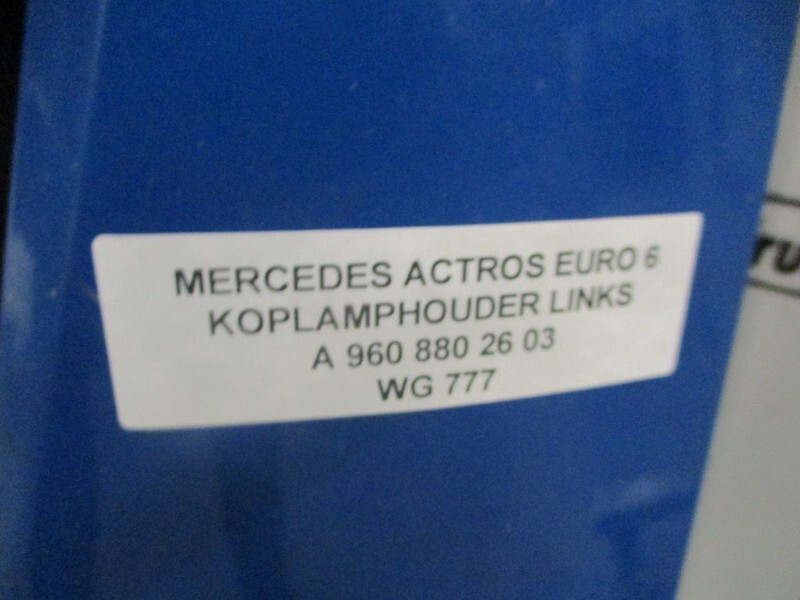 MERCEDES ACTROS EURO 6
KOPLAMPHOUDER LINKS
A 960 880 26 03
WG 777